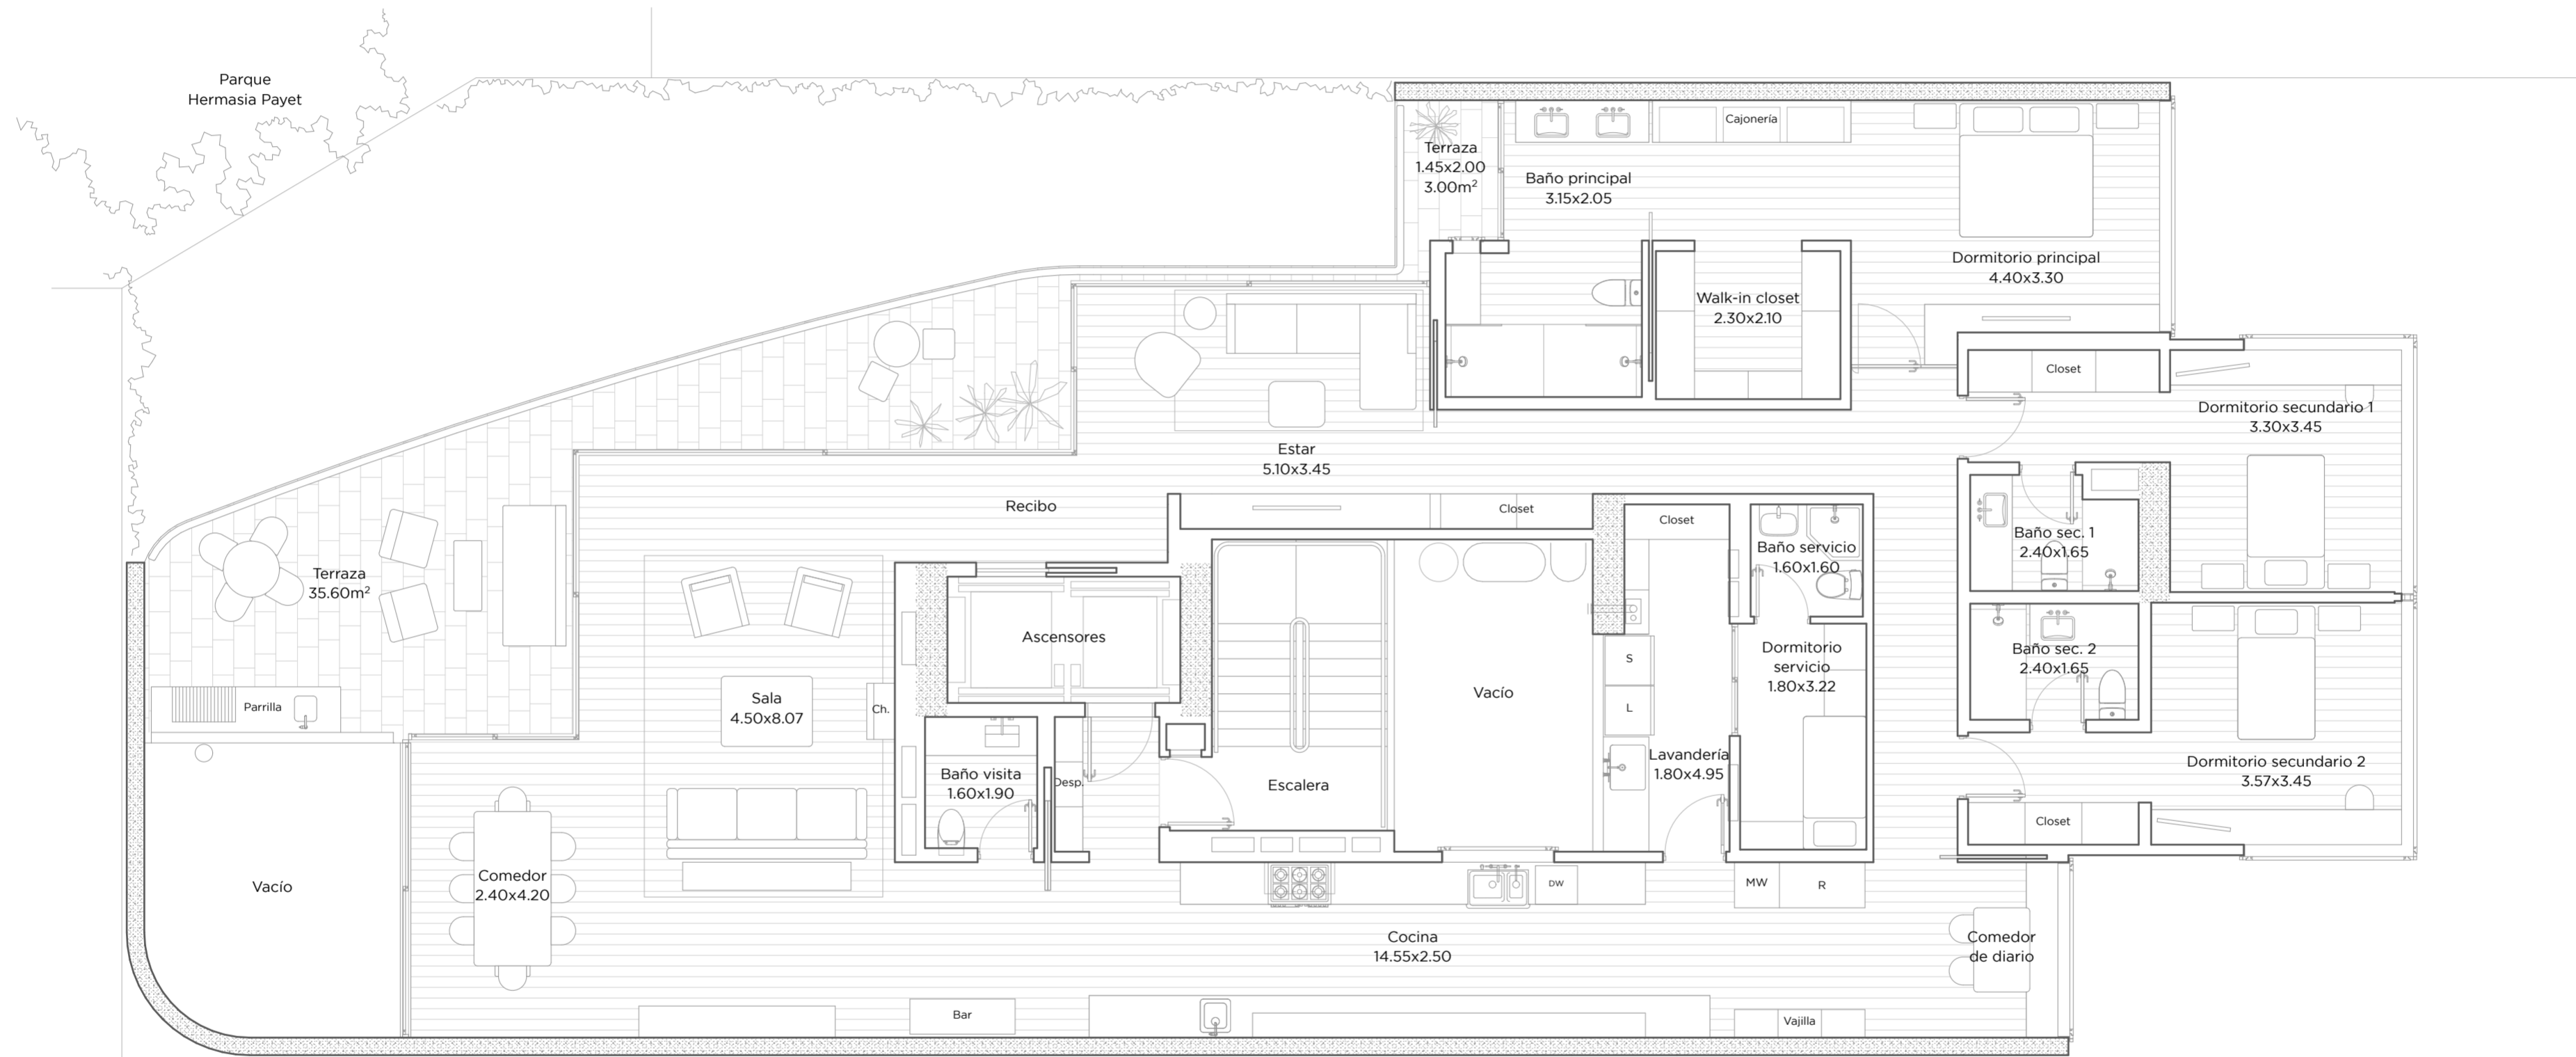 Parque
Hermasia Payet
Terraza
1.45x2.00
3.00m²
Baño principal
3.15x2.05
Cajonería
Dormitorio principal
4.40x3.30
Walk-in closet
2.30x2.10
Closet
Dormitorio secundario 1
3.30x3.45
Estar
5.10x3.45
Recibo
Closet
Closet
Baño servicio
1.60x1.60
Baño sec. 1
2.40x1.65
Terraza
35.60m²
Ascensores
Dormitorio
servicio
1.80x3.22
S
L
Baño sec. 2
2.40x1.65
Parrilla
Sala
4.50x8.07
Ch.
Vacío
Baño visita
1.60x1.90
Desp.
Escalera
Lavandería
1.80x4.95
Dormitorio secundario 2
3.57x3.45
Closet
Vacío
Comedor
2.40x4.20
DW
MW
R
Cocina
14.55x2.50
Comedor
de diario
Bar
Vajilla